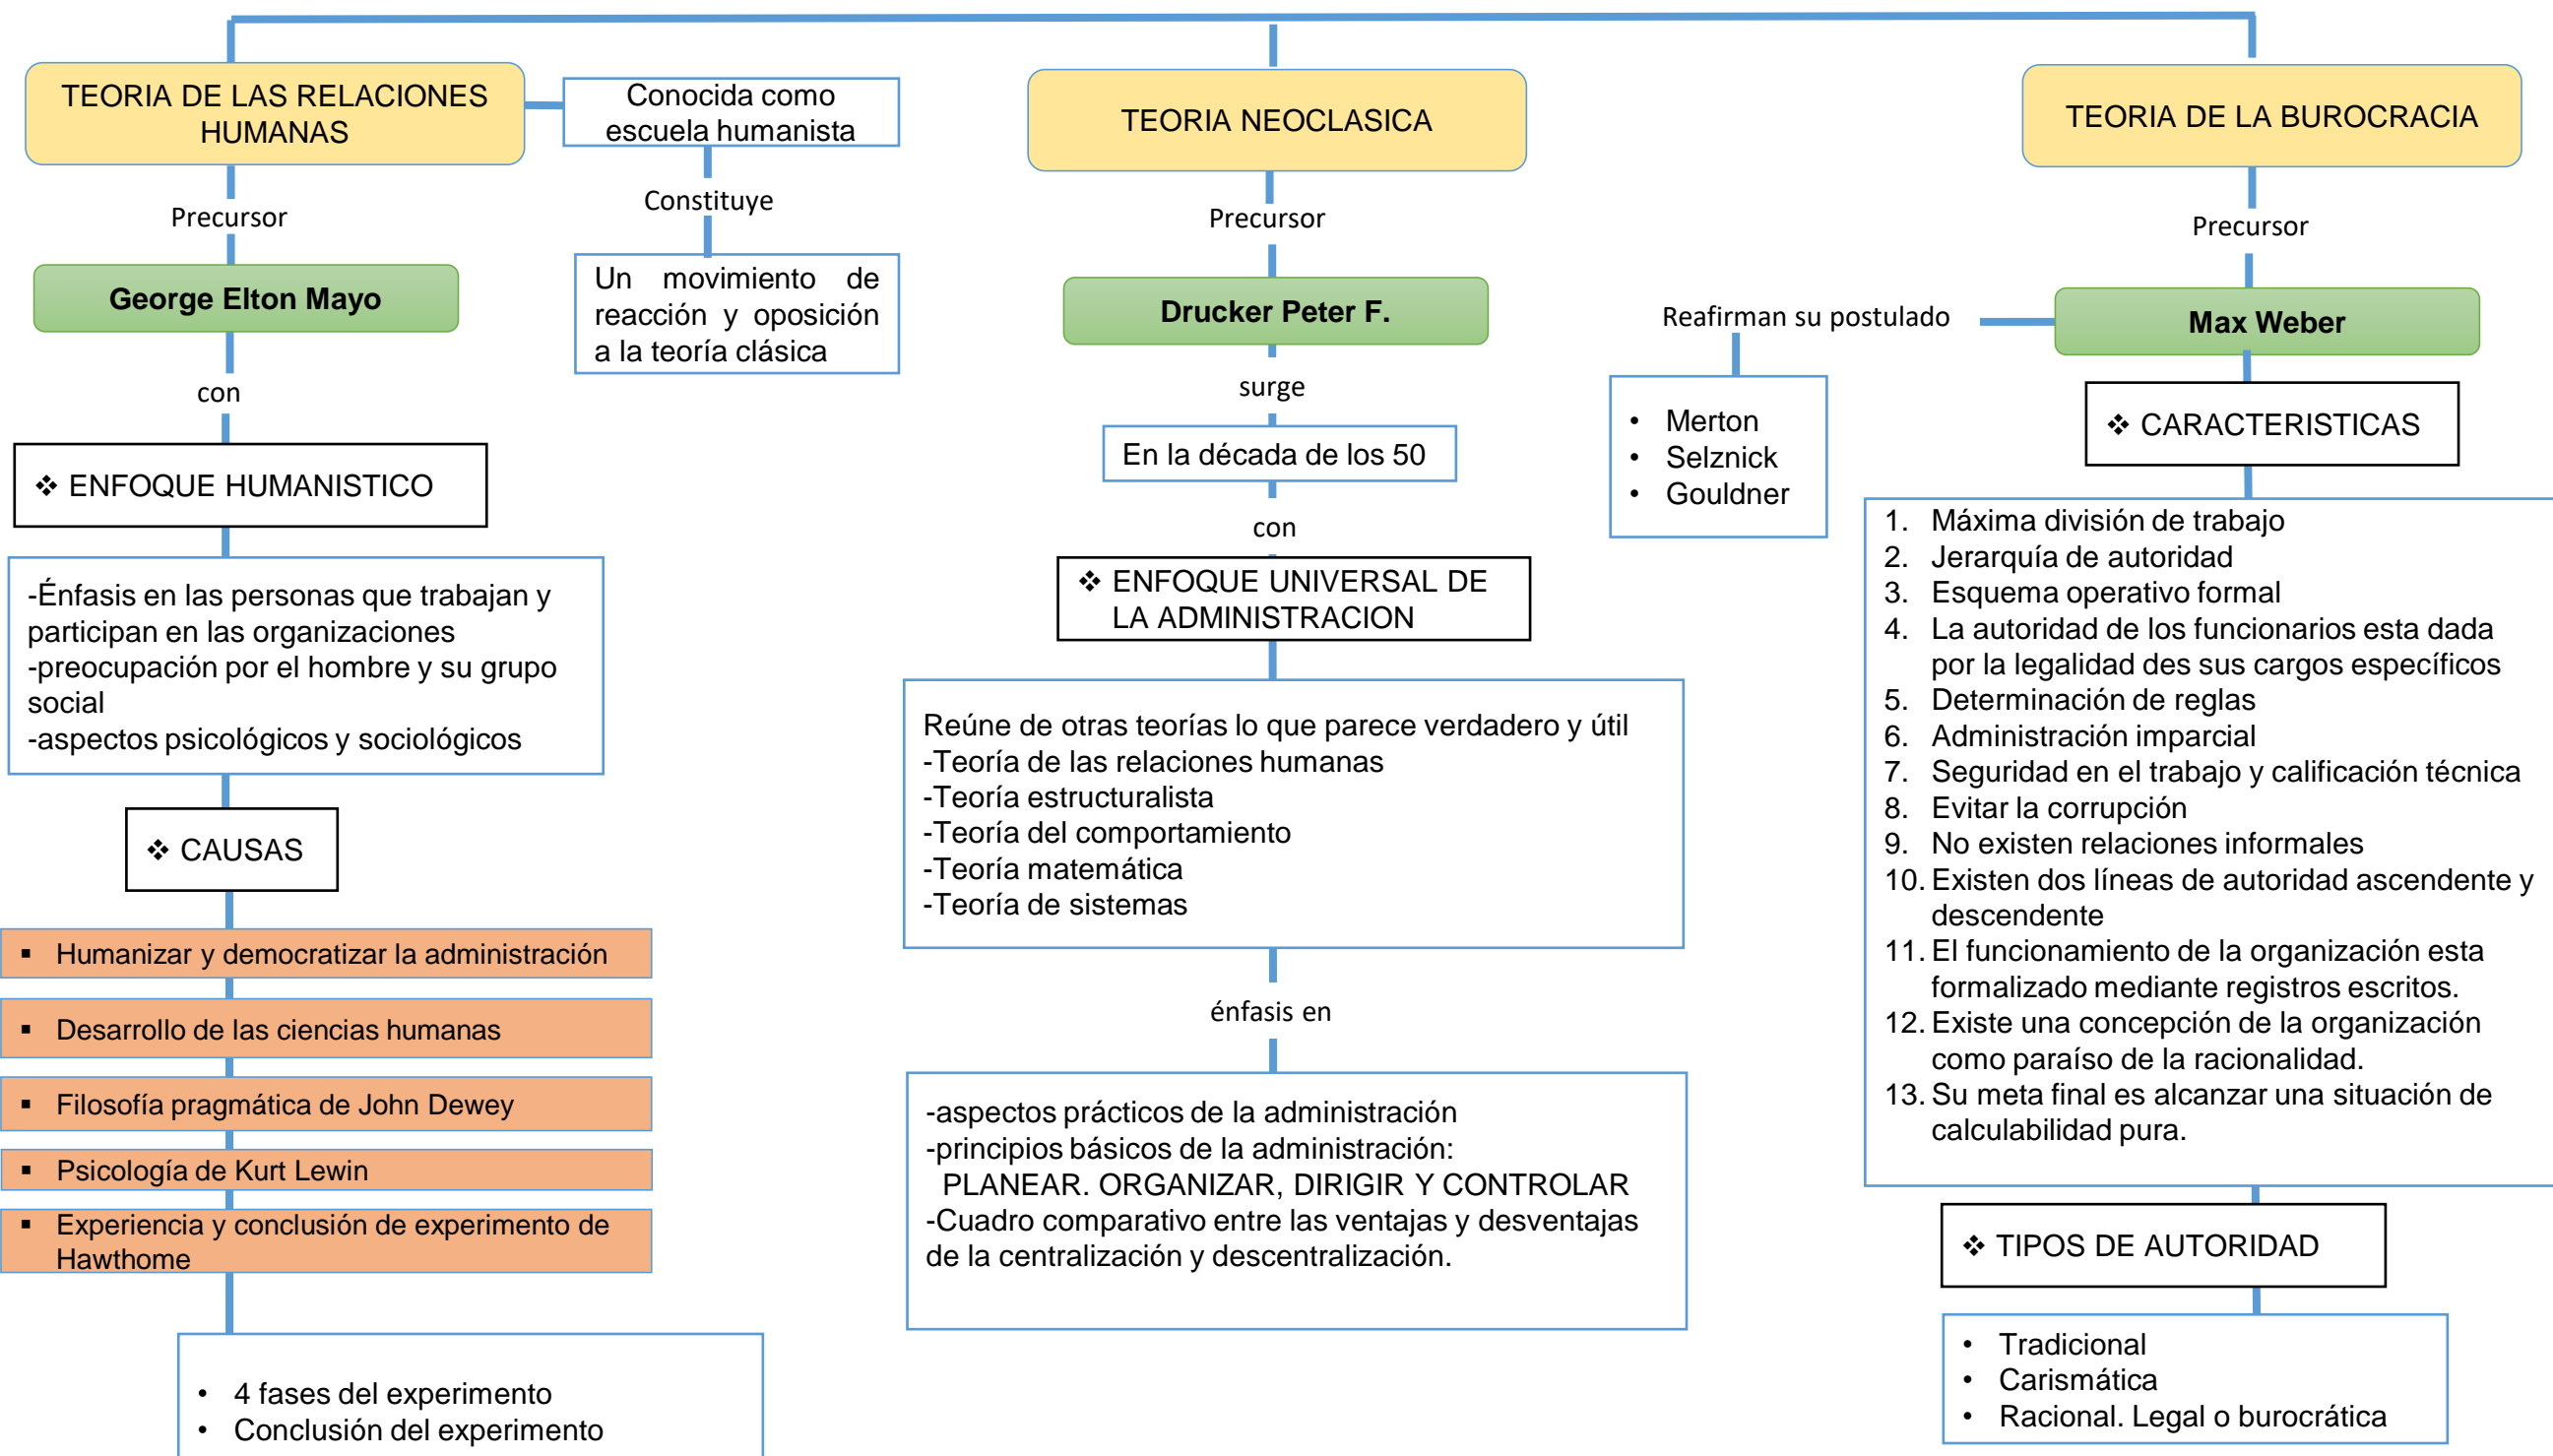 TEORIA DE LAS RELACIONES
HUMANAS
Conocida como
escuela humanista
Constituye
Un movimiento de
reacción y oposición
a la teoría clásica
Precursor
George Elton Mayo
con
❖ ENFOQUE HUMANISTICO
-Énfasis en las personas que trabajan y
participan en las organizaciones
-preocupación por el hombre y su grupo
social
-aspectos psicológicos y sociológicos
❖ CAUSAS
▪ Humanizar y democratizar la administración
▪ Desarrollo de las ciencias humanas
▪ Filosofía pragmática de John Dewey
▪ Psicología de Kurt Lewin
▪ Experiencia y conclusión de experimento de
Hawthome
• 4 fases del experimento
• Conclusión del experimento
TEORIA NEOCLASICA
Precursor
Drucker Peter F.
surge
En la década de los 50
con
❖ ENFOQUE UNIVERSAL DE
LA ADMINISTRACION
Reúne de otras teorías lo que parece verdadero y útil
-Teoría de las relaciones humanas
-Teoría estructuralista
-Teoría del comportamiento
-Teoría matemática
-Teoría de sistemas
énfasis en
-aspectos prácticos de la administración
-principios básicos de la administración:
PLANEAR. ORGANIZAR, DIRIGIR Y CONTROLAR
-Cuadro comparativo entre las ventajas y desventajas
de la centralización y descentralización.
TEORIA DE LA BUROCRACIA
Precursor
Max Weber
Reafirman su postulado
• Merton
• Selznick
• Gouldner
❖ CARACTERISTICAS
1. Máxima división de trabajo
2. Jerarquía de autoridad
3. Esquema operativo formal
4. La autoridad de los funcionarios esta dada
por la legalidad des sus cargos específicos
5. Determinación de reglas
6. Administración imparcial
7. Seguridad en el trabajo y calificación técnica
8. Evitar la corrupción
9. No existen relaciones informales
10. Existen dos líneas de autoridad ascendente y
descendente
11. El funcionamiento de la organización esta
formalizado mediante registros escritos.
12. Existe una concepción de la organización
como paraíso de la racionalidad.
13. Su meta final es alcanzar una situación de
calculabilidad pura.
❖ TIPOS DE AUTORIDAD
• Tradicional
• Carismática
• Racional. Legal o burocrática